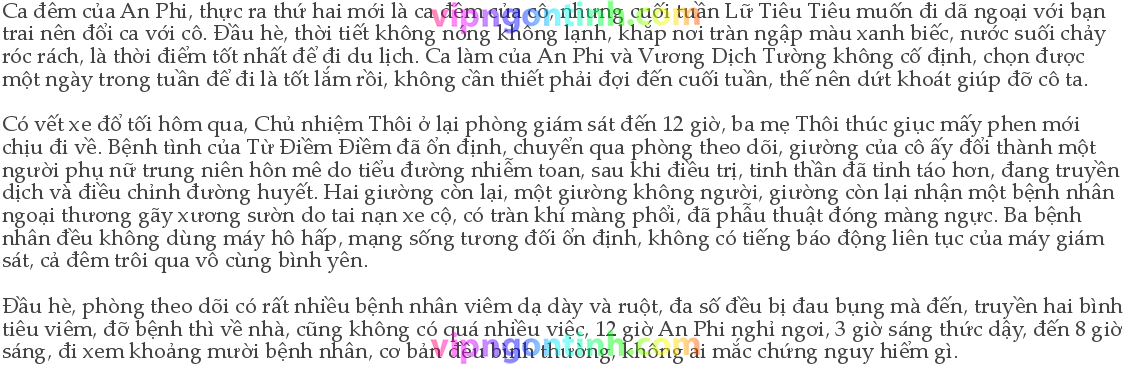 Ca đêm của An Phi, thực ra thứ hai mới là ca đêm của cô, nhưng cuối tuần Lữ Tiêu Tiêu muốn đi dã ngoại với bạn
trai nên đổi ca với cô. Đầu hè, thời tiết không nóng không lạnh, khắp nơi tràn ngập màu xanh biếc, nước suối chảy
róc rách, là thời điểm tốt nhất để đi du lịch. Ca làm của An Phi và Vương Dịch Tường không cố định, chọn được
một ngày trong tuần để đi là tốt lắm rồi, không cần thiết phải đợi đến cuối tuần, thế nên dứt khoát giúp đỡ cô ta.
Có vết xe đổ tối hôm qua, Chủ nhiệm Thôi ở lại phòng giám sát đến 12 giờ, ba mẹ Thôi thúc giục mấy phen mới
chịu đi về. Bệnh tình của Từ Điềm Điềm đã ổn định, chuyển qua phòng theo dõi, giường của cô ấy đổi thành một
người phụ nữ trung niên hôn mê do tiểu đường nhiễm toan, sau khi điều trị, tinh thần đã tỉnh táo hơn, đang truyền
dịch và điều chỉnh đường huyết. Hai giường còn lại, một giường không người, giường còn lại nhận một bệnh nhân
ngoại thương gãy xương sườn do tai nạn xe cộ, có tràn khí màng phổi, đã phẫu thuật đóng màng ngực. Ba bệnh
nhân đều không dùng máy hô hấp, mạng sống tương đối ổn định, không có tiếng báo động liên tục của máy giám
sát, cả đêm trôi qua vô cùng bình yên.
Đầu hè, phòng theo dõi có rất nhiều bệnh nhân viêm dạ dày và ruột, đa số đều bị đau bụng mà đến, truyền hai bình
tiêu viêm, đỡ bệnh thì về nhà, cũng không có quá nhiều việc, 12 giờ An Phi nghỉ ngơi, 3 giờ sáng thức dậy, đến 8 giờ
sáng, đi xem khoảng mười bệnh nhân, cơ bản đều bình thường, không ai mắc chứng nguy hiểm gì.
vipngontinh.com
vipngontinh.com